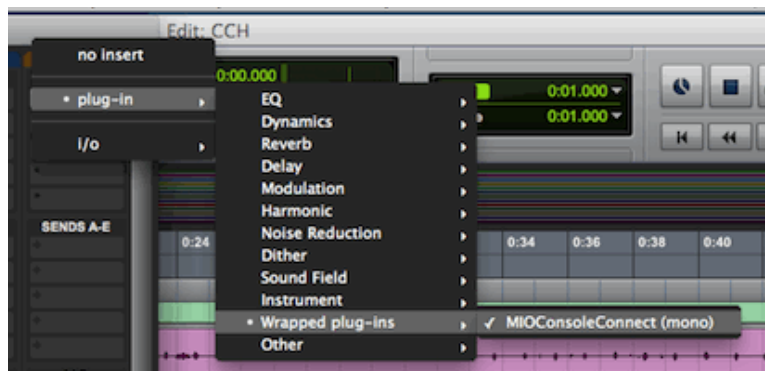 Edit: CCH
no insert
0:00.000
• plug-in
0:01.000
EQ
Dynamics
0:01.000
i/o
Reverb
Delay
Modulation
Harmonic
SENDS A-E
Noise Reduction
0:24
0:34
0:36
0:38
0:40
Dither
Sound Field
Instrument
• Wrapped plug-ins
✓ MIOConsoleConnect (mono)
Other